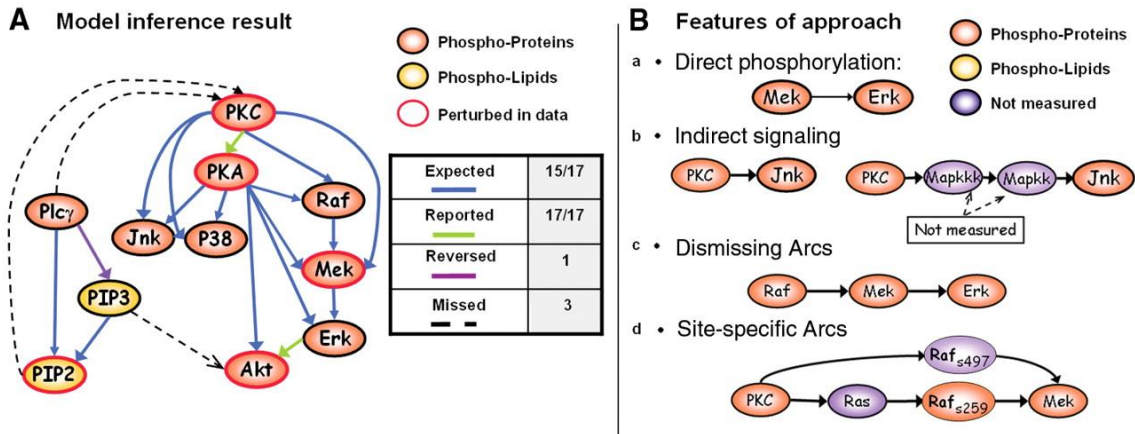 A Model inference result
Phospho-Proteins
Phospho-Lipids
Perturbed in data
PKC
PKA
Raf
Plcγ
Jnk
P38
Mek
PIP3
Erk
PIP2
Akt
Expected 15/17
Reported 17/17
Reversed 1
Missed 3
B Features of approach
Phospho-Proteins
Phospho-Lipids
Not measured
a • Direct phosphorylation:
Mek Erk
b • Indirect signaling
PKC Jnk PKC Mapkkk Mapkk Jnk
Not measured
c • Dismissing Arcs
Raf Mek Erk
d • Site-specific Arcs
Raf s497
PKC Ras Raf s259 Mek